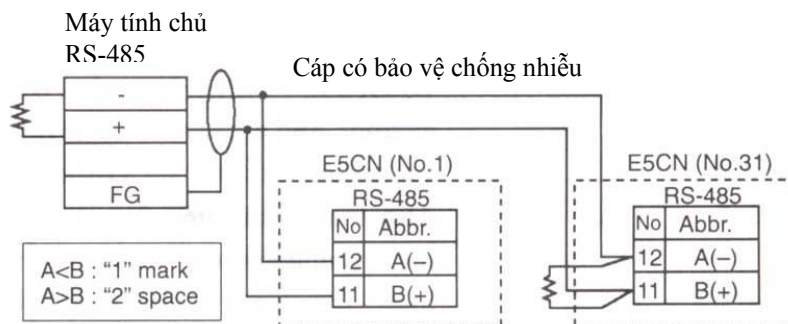 Máy tính chủ
RS-485
Cáp có bảo vệ chống nhiễu
-
+
FG
A<B : "1" mark
A>B : "2" space
E5CN (No.1)
RS-485
No Abbr.
12 A(−)
11 B(+)
E5CN (No.31)
RS-485
No Abbr.
12 A(−)
11 B(+)